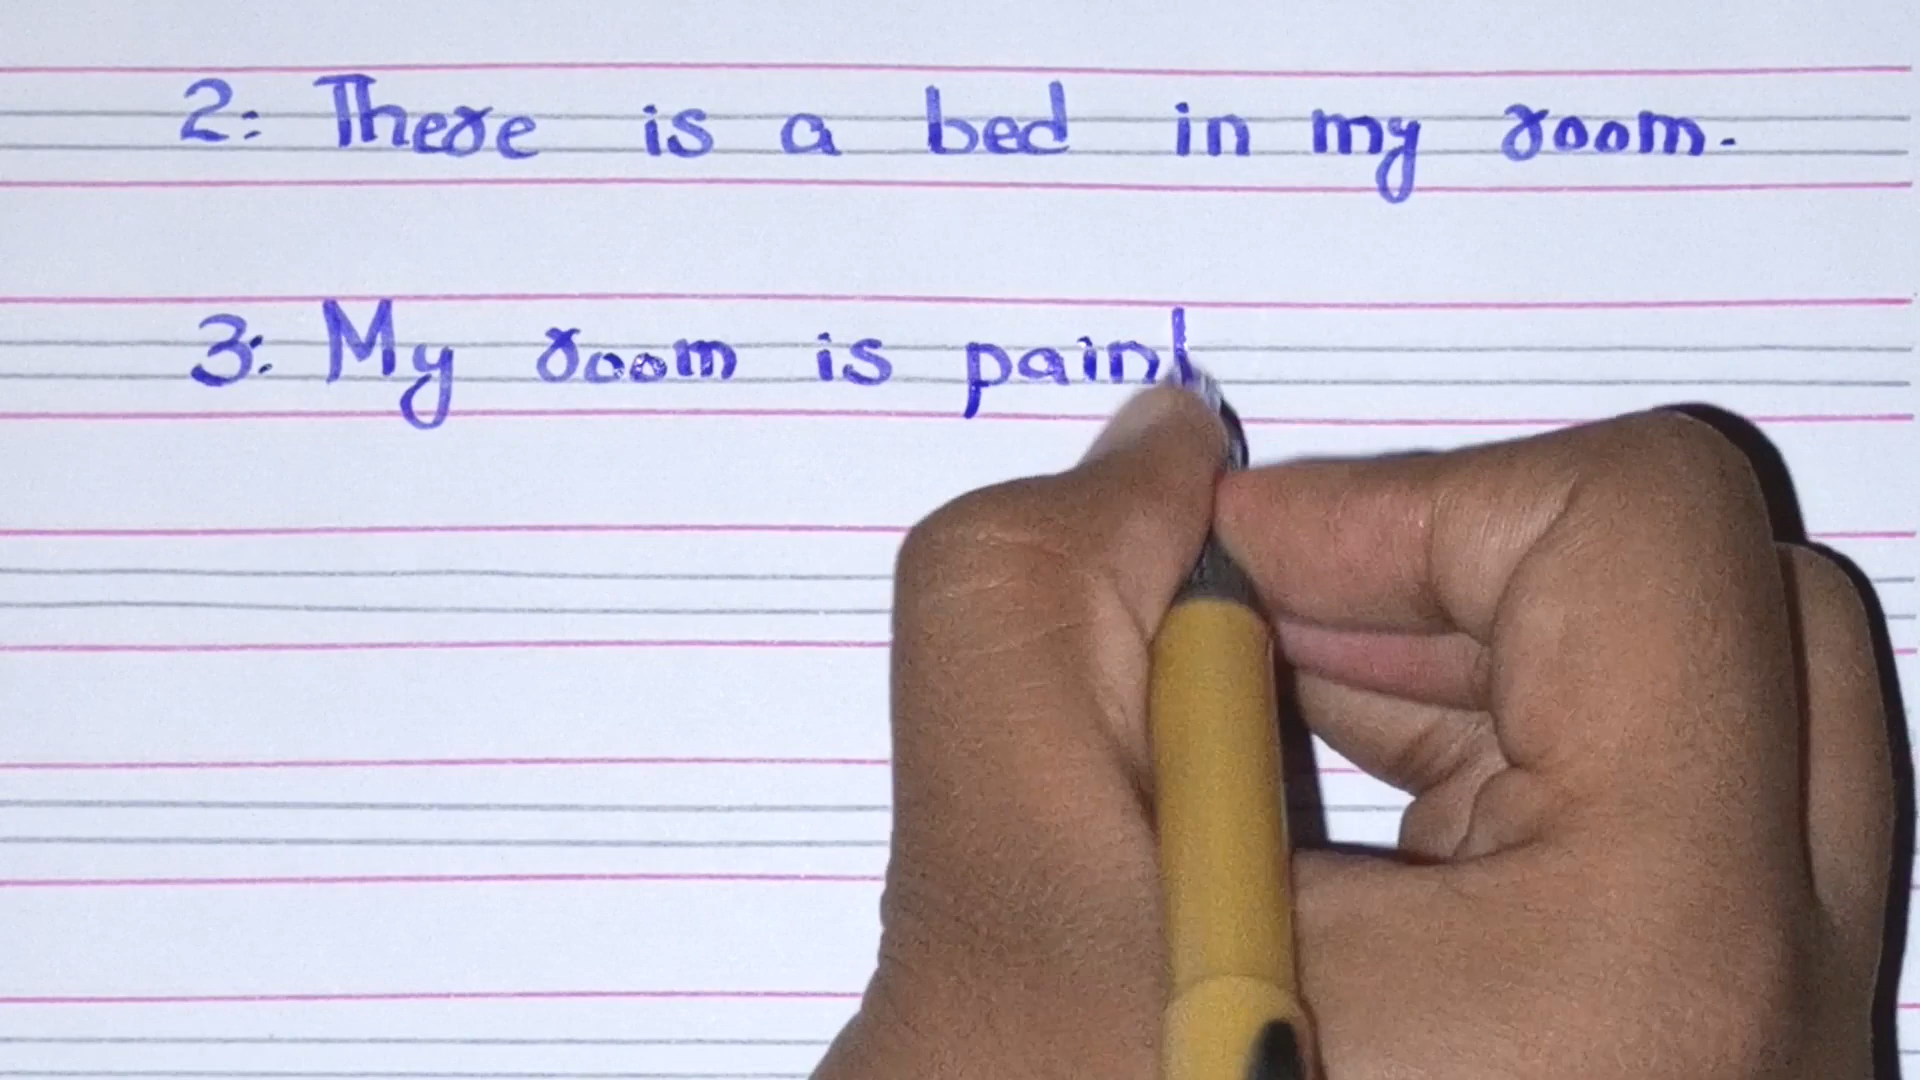 2: There is a bed in my room.
3: My room is paint